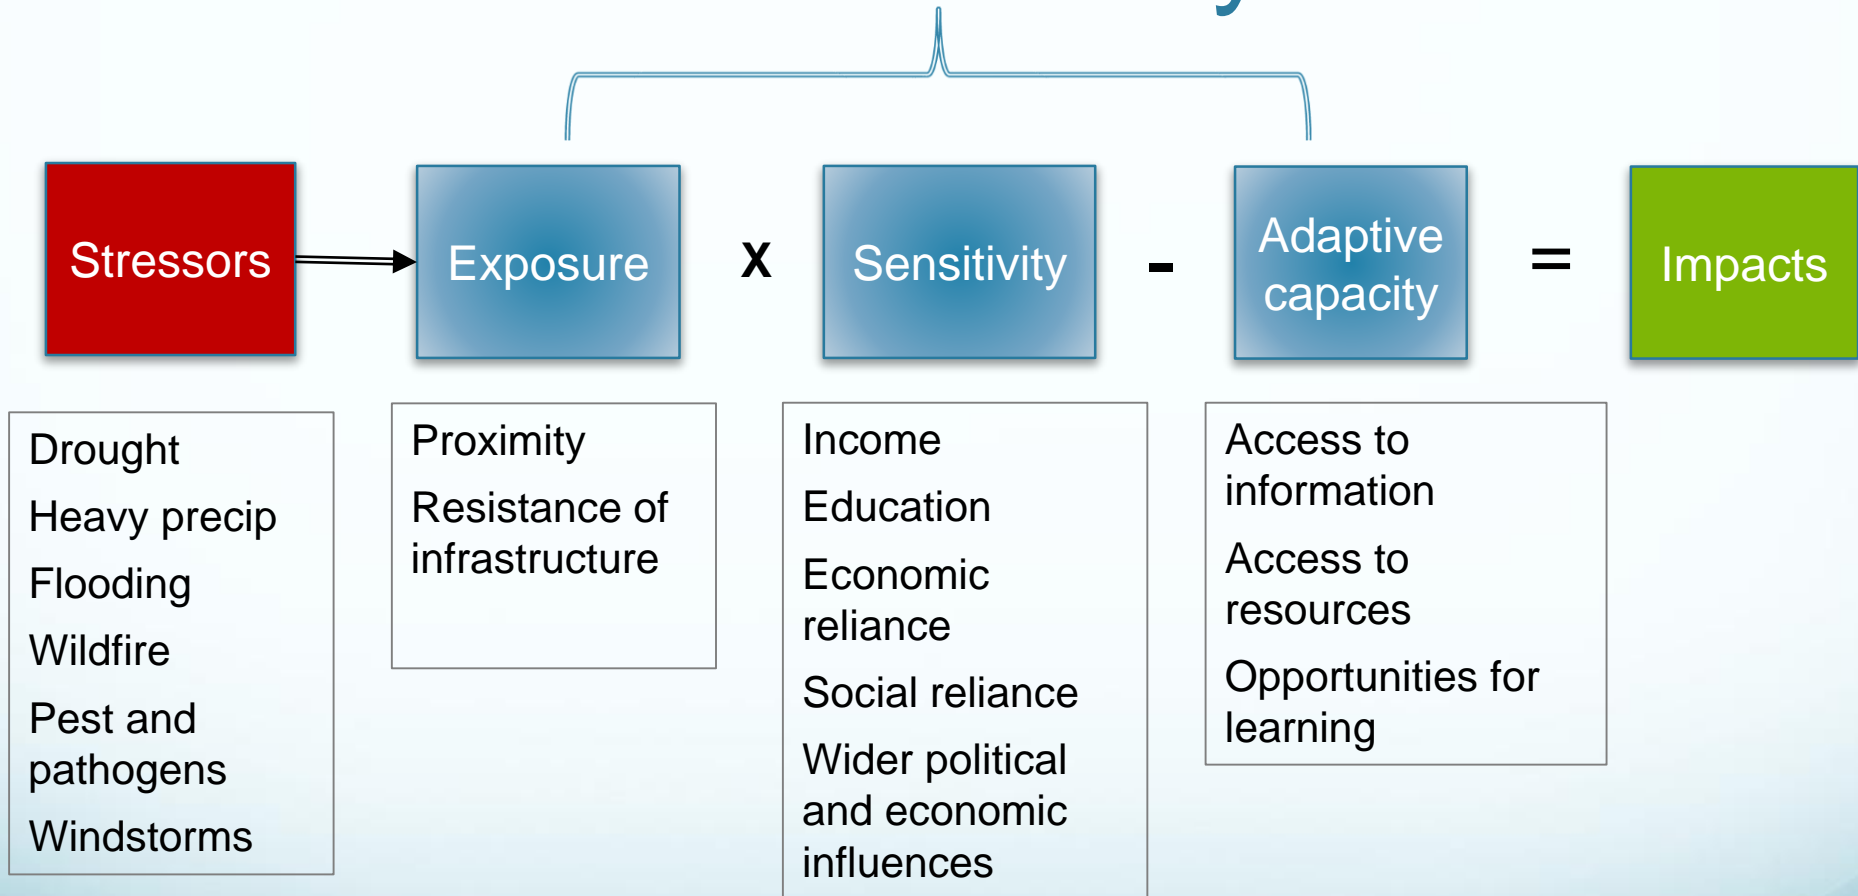 Stressors
Exposure
x
Sensitivity
-
Adaptive
capacity
=
Impacts
Drought
Heavy precip
Flooding
Wildfire
Pest and
pathogens
Windstorms
Proximity
Resistance of
infrastructure
Income
Education
Economic
reliance
Social reliance
Wider political
and economic
influences
Access to
information
Access to
resources
Opportunities for
learning